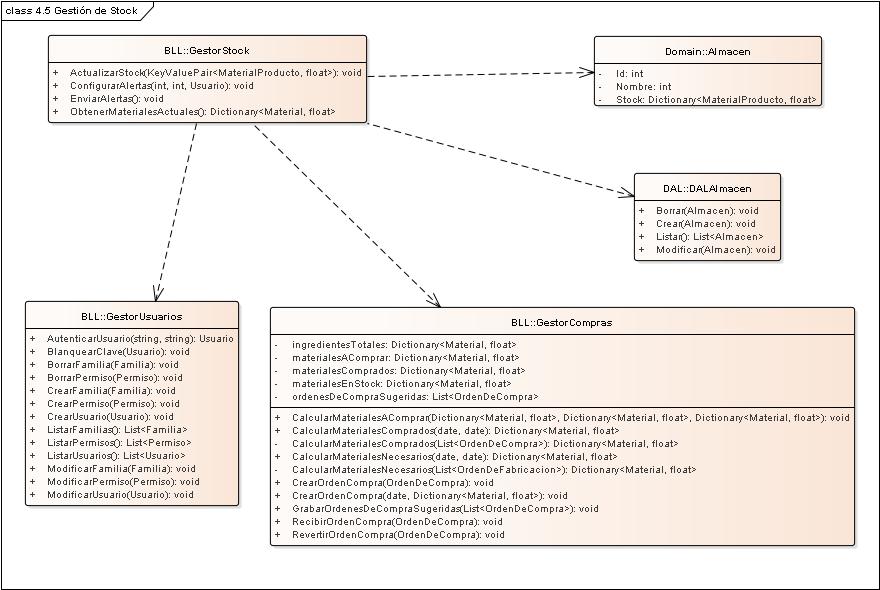 class 4.5 Gestión de Stock
BLL::GestorStock
+ ActualizarStock(KeyValuePair<MaterialProducto, float>): void
+ ConfigurarAlertas(int, int, Usuario): void
+ EnviarAlertas(): void
+ ObtenerMaterialesActuales(): Dictionary<Material, float>
Domain::Almacen
- Id: int
- Nombre: int
- Stock: Dictionary<MaterialProducto, float>
DAL::DALAlmacen
+ Borrar(Almacen): void
+ Crear(Almacen): void
+ Listar(): List<Almacen>
+ Modificar(Almacen): void
BLL::GestorUsuarios
+ AutenticarUsuario(string, string): Usuario
+ BlanquearClave(Usuario): void
+ BorrarFamilia(Familia): void
+ BorrarPermiso(Permiso): void
+ CrearFamilia(Familia): void
+ CrearPermiso(Permiso): void
+ CrearUsuario(Usuario): void
+ ListarFamilias(): List<Familia>
+ ListarPermisos(): List<Permiso>
+ ListarUsuarios(): List<Usuario>
+ ModificarFamilia(Familia): void
+ ModificarPermiso(Permiso): void
+ ModificarUsuario(Usuario): void
BLL::GestorCompras
- ingredientesTotales: Dictionary<Material, float>
- materialesAComprar: Dictionary<Material, float>
- materialesComprados: Dictionary<Material, float>
- materialesEnStock: Dictionary<Material, float>
- ordenesDeCompraSugeridas: List<OrdenDeCompra>
+ CalcularMaterialesAComprar(Dictionary<Material, float>, Dictionary<Material, float>, Dictionary<Material, float>): void
+ CalcularMaterialesComprados(date, date): Dictionary<Material, float>
- CalcularMaterialesComprados(List<OrdenDeCompra>): Dictionary<Material, float>
+ CalcularMaterialesNecesarios(date, date): Dictionary<Material, float>
- CalcularMaterialesNecesarios(List<OrdenDeFabricacion>): Dictionary<Material, float>
+ CrearOrdenCompra(OrdenDeCompra): void
+ CrearOrdenCompra(date, Dictionary<Material, float>): void
+ GrabarOrdenesDeCompraSugeridas(List<OrdenDeCompra>): void
+ RecibirOrdenCompra(OrdenDeCompra): void
+ RevertirOrdenCompra(OrdenDeCompra): void